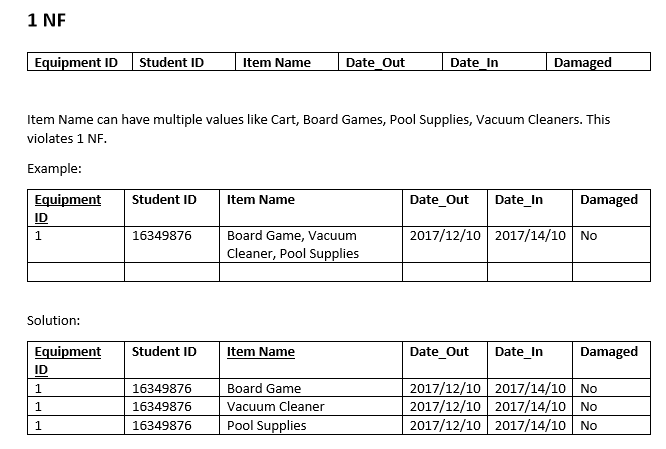 1 NF
Equipment ID Student ID Item Name Date_Out Date_In Damaged
Item Name can have multiple values like Cart, Board Games, Pool Supplies, Vacuum Cleaners. This
violates 1 NF.
Example:
Equipment Student ID Item Name Date_Out Date_In Damaged
ID
1 16349876 Board Game, Vacuum 2017/12/10 2017/14/10 No
Cleaner, Pool Supplies
Solution:
Equipment Student ID Item Name Date_Out Date_In Damaged
ID
1 16349876 Board Game 2017/12/10 2017/14/10 No
1 16349876 Vacuum Cleaner 2017/12/10 2017/14/10 No
1 16349876 Pool Supplies 2017/12/10 2017/14/10 No